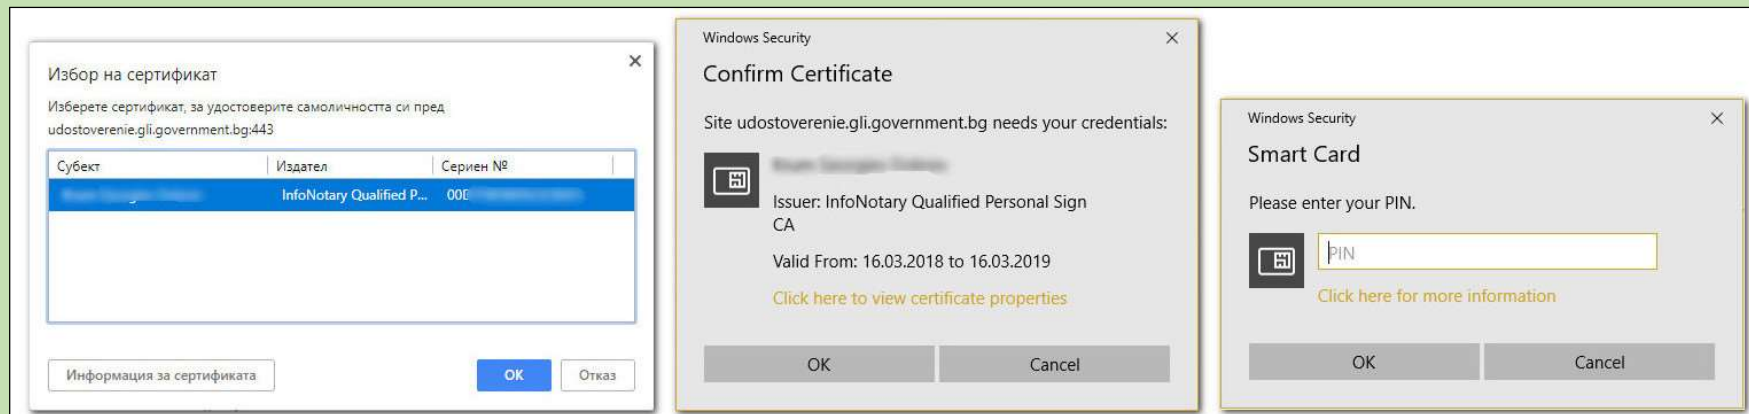 Избор на сертификат
Изберете сертификат, за удостоверите самоличността си пред
udostoverenie.gli.government.bg:443
Субект Издател Сериен №
InfoNotary Qualified P...
Информация за сертификата OK Отказ
Windows Security
Confirm Certificate
Site udostoverenie.gli.government.bg needs your credentials:
Issuer: InfoNotary Qualified Personal Sign
CA
Valid From: 16.03.2018 to 16.03.2019
Click here to view certificate properties
OK Cancel
Windows Security
Smart Card
Please enter your PIN.
PIN
Click here for more information
OK Cancel